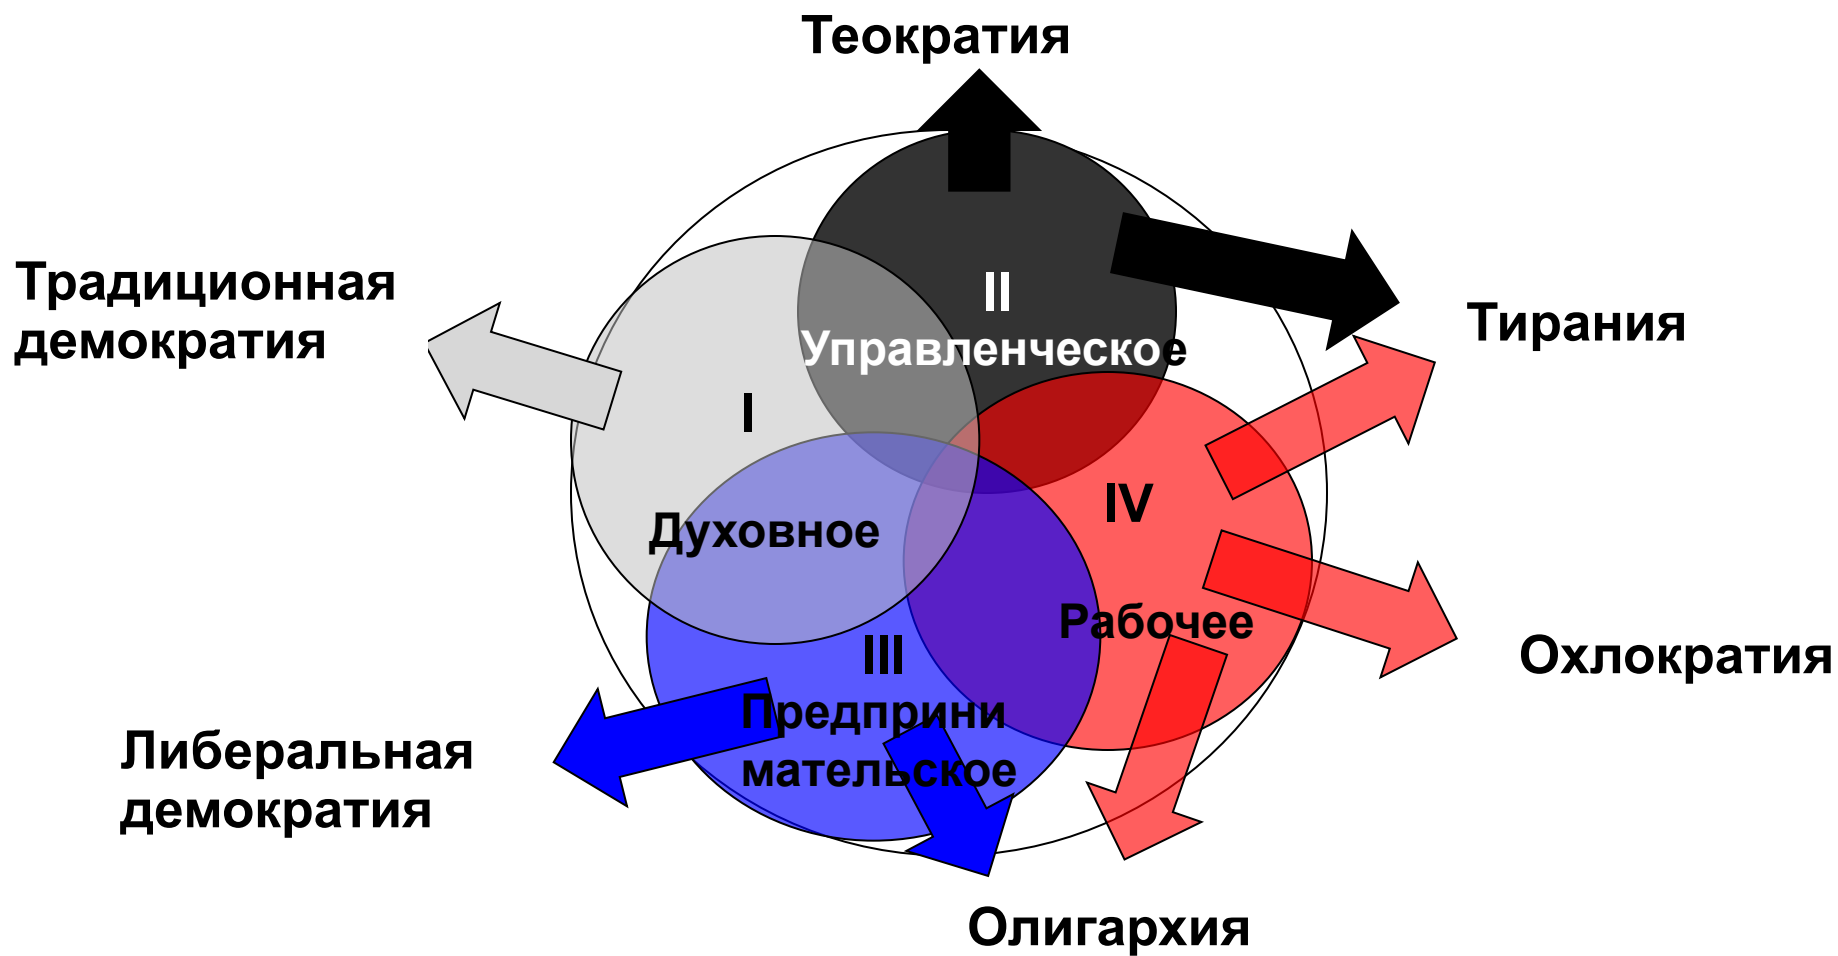 Теократия
Традиционная
демократия
II
Управленческое
Тирания
I
IV
Духовное
Рабочее
III
Предприни
мательское
Охлократия
Либеральная
демократия
Олигархия